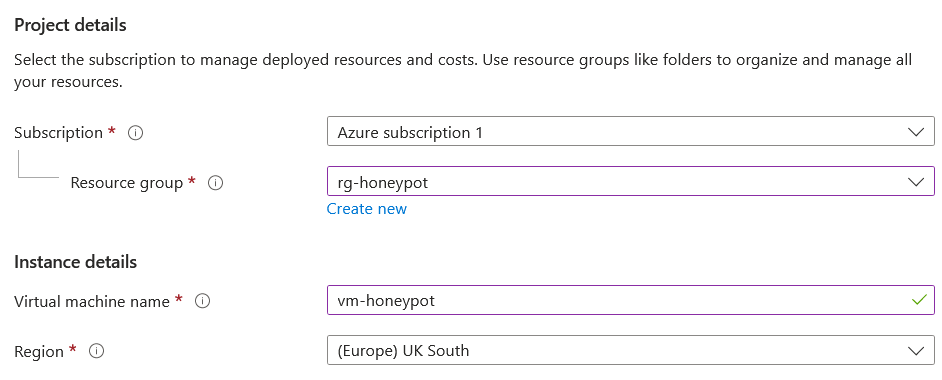 Project details
Select the subscription to manage deployed resources and costs. Use resource groups like folders to organize and manage all
your resources.
Subscription * Azure subscription 1
Resource group * rg-honeypot
Create new
Instance details
Virtual machine name * vm-honeypot
Region * (Europe) UK South